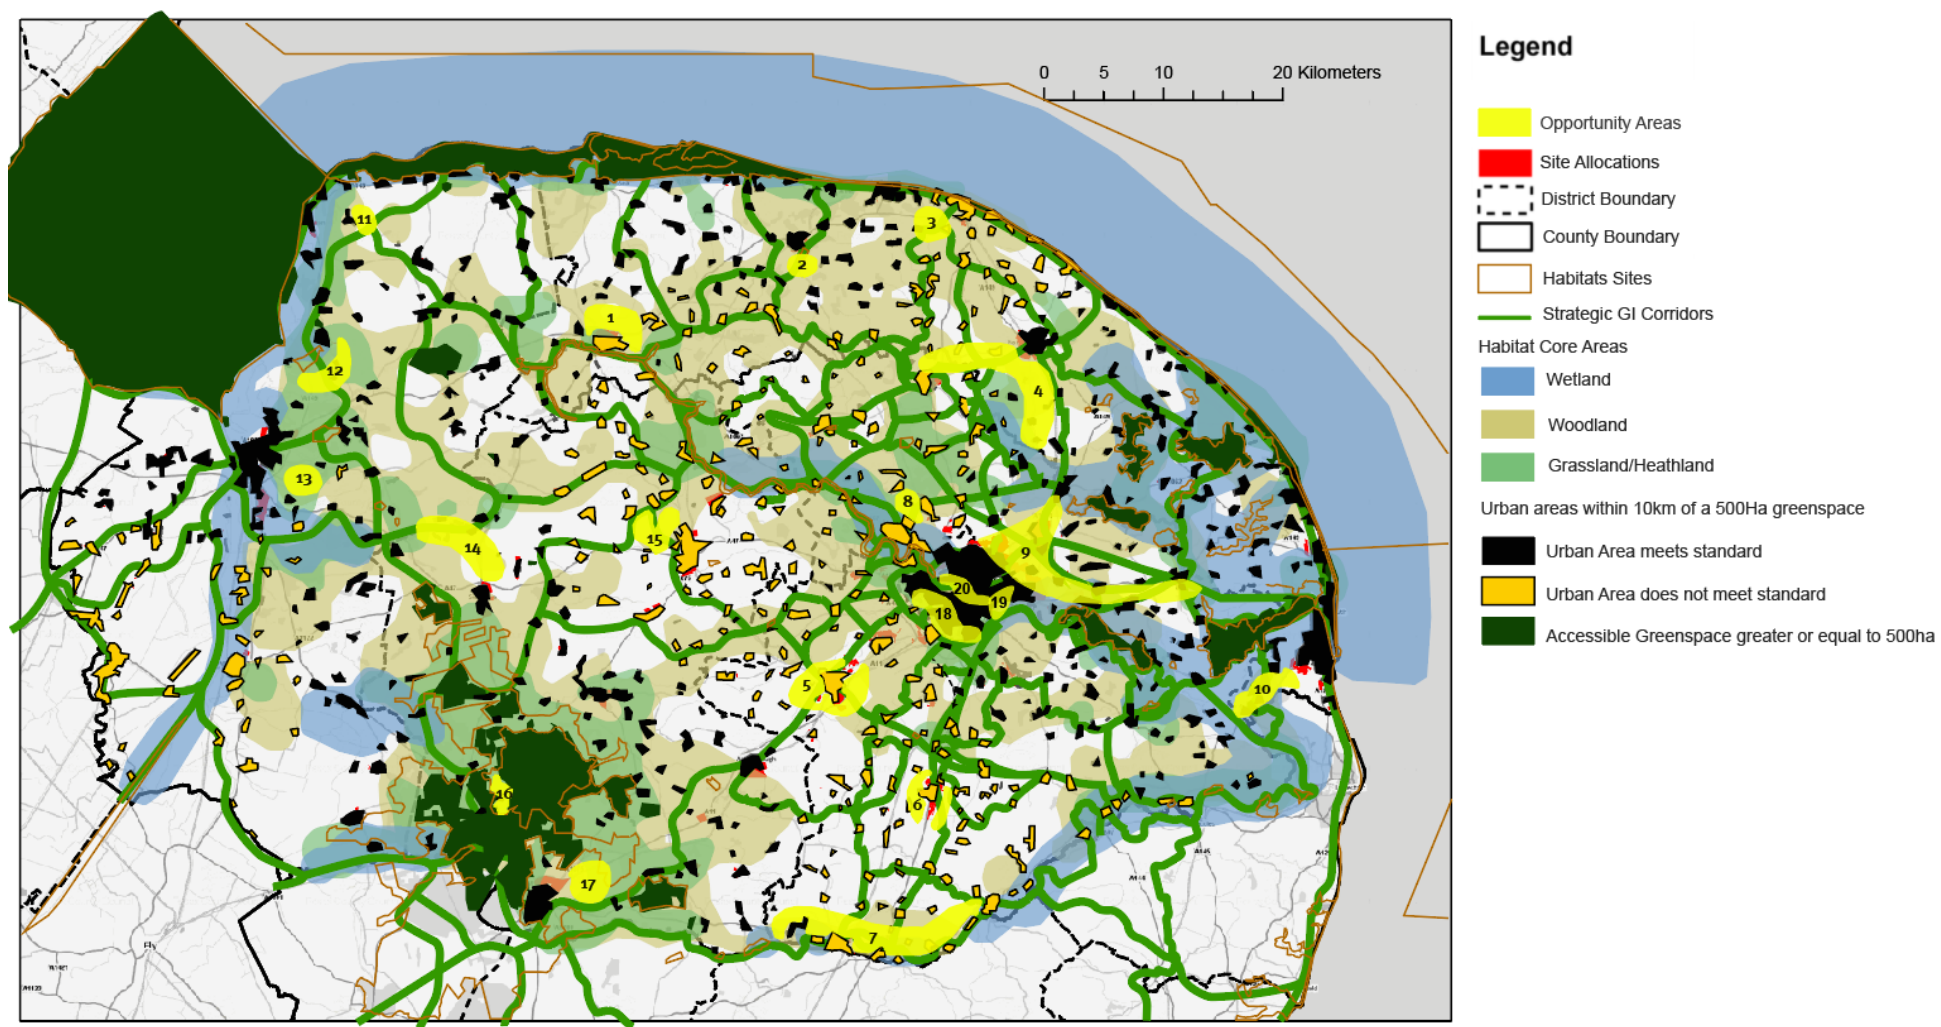 Legend
0 5 10 20 Kilometers
Opportunity Areas
Site Allocations
District Boundary
County Boundary
Habitats Sites
Strategic GI Corridors
Habitat Core Areas
Wetland
Woodland
Grassland/Heathland
Urban areas within 10km of a 500Ha greenspace
Urban Area meets standard
Urban Area does not meet standard
Accessible Greenspace greater or equal to 500ha
11
3
2
1
12
4
13
8
14
15
9
20
19
18
5
10
16
6
17
7
Ely